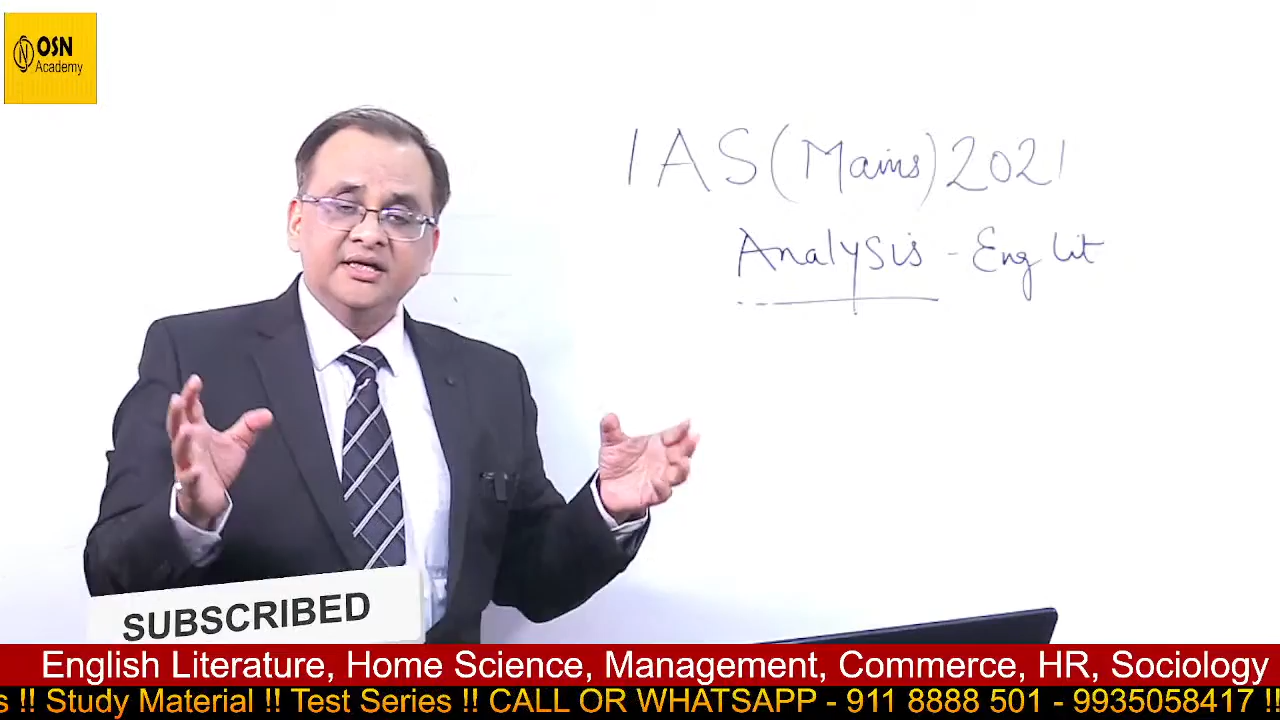 OSN
Academy
IAS (Mains) 2021
Analysis - Eng lit
SUBSCRIBED
English Literature, Home Science, Management, Commerce, HR, Sociology
s !! Study Material !! Test Series !! CALL OR WHATSAPP - 911 8888 501 - 9935058417 !!